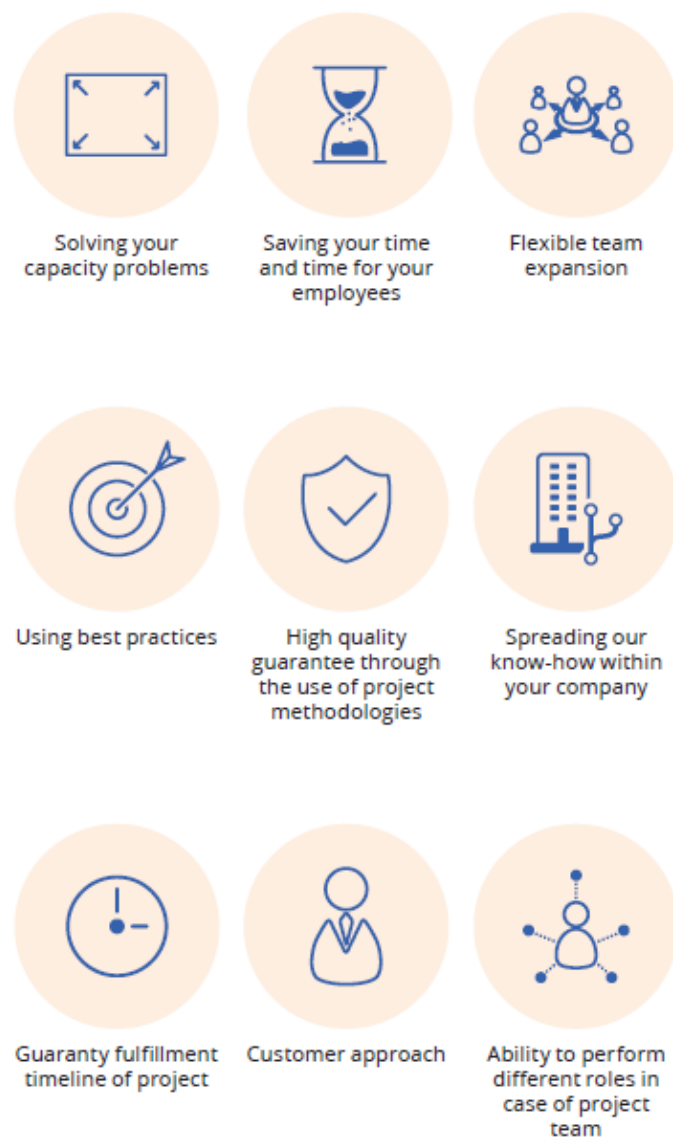 Solving your
capacity problems
Saving your time
and time for your
employees
Flexible team
expansion
Using best practices
High quality
guarantee through
the use of project
methodologies
Spreading our
know-how within
your company
Guaranty fulfillment
timeline of project
Customer approach
Ability to perform
different roles in
case of project
team